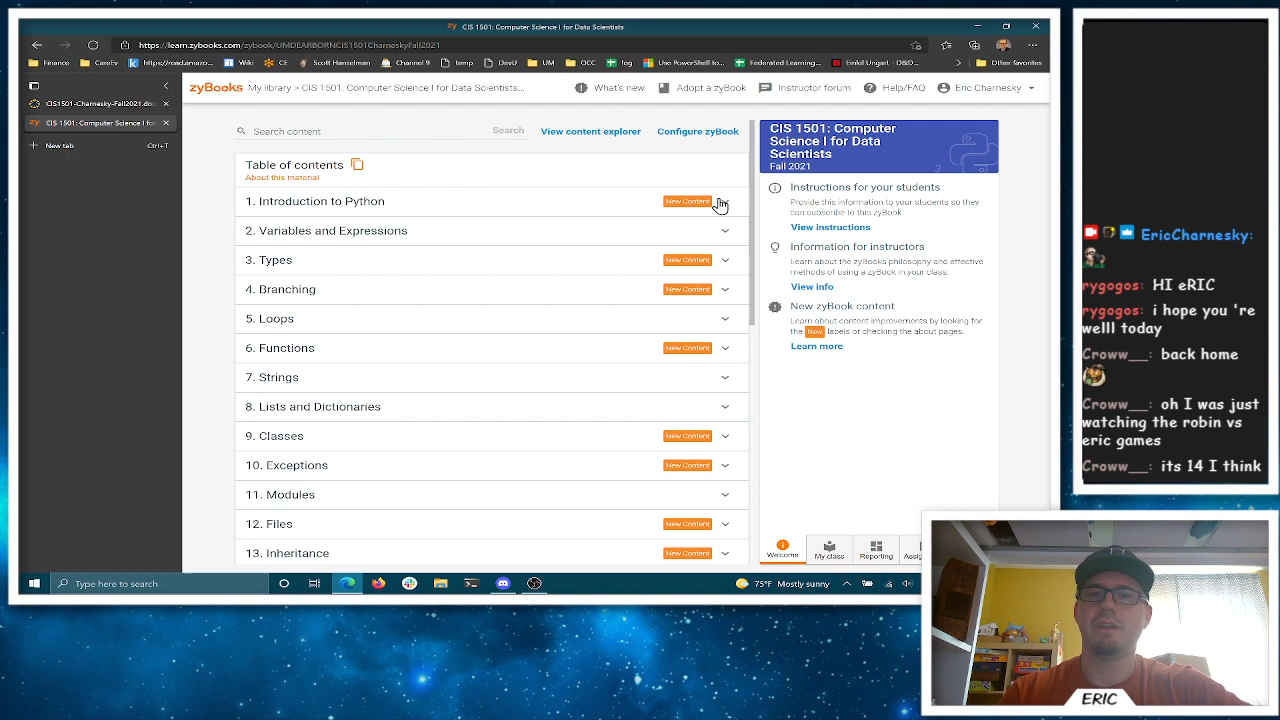 CIS 1501: Computer Science I for Data Scientists
https://learn.zybooks.com/zybook/UMDEARBORNCIS1501CharneskyFall2021
Finance
CareEv
https://road.amazo...
Wiki
CE
Scott Hanselman
Channel 9
temp
DevU
UM
OCC
log
Use PowerShell to...
Federated Learning...
Einkil Ungart - D&D...
Other favorites
CIS1501-Charnesky-Fall2021.do
CIS 1501: Computer Science I for
New tab
Ctrl+T
zyBooks
My library > CIS 1501: Computer Science I for Data Scientists...
What's new
Adopt a zyBook
Instructor forum
Help/FAQ
Eric Charnesky
Search content
Search
View content explorer
Configure zyBook
Table of contents
About this material
1. Introduction to Python
New Content
2. Variables and Expressions
3. Types
New Content
4. Branching
New Content
5. Loops
6. Functions
New Content
7. Strings
8. Lists and Dictionaries
9. Classes
New Content
10. Exceptions
New Content
11. Modules
12. Files
New Content
13. Inheritance
New Content
CIS 1501: Computer
Science I for Data
Scientists
Fall 2021
Instructions for your students
Provide this information to your students so they
can subscribe to this zyBook.
View instructions
Information for instructors
Learn about the zyBooks philosophy and effective
methods of using a zyBook in your class.
View info
New zyBook content
Learn about content improvements by looking for
the New labels or checking the about pages.
Learn more
Welcome
My class
Reporting
Assig
Type here to search
75°F Mostly sunny
EricCharnesky:
rygogos: HI eRIC
rygogos: i hope you 're
welll today
Croww__: back home
Croww__: oh I was just
watching the robin vs
eric games
Croww__: its 14 I think
ERIC